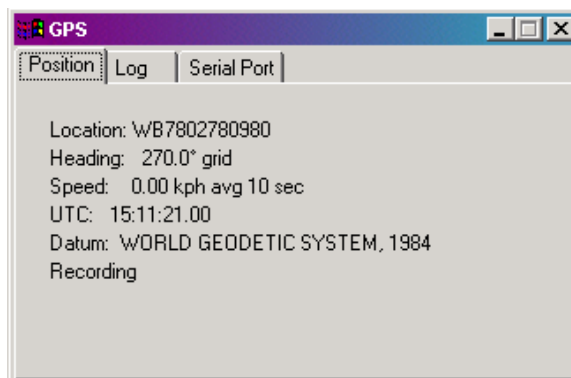 GPS
Position Log Serial Port
Location: WB7802780980
Heading: 270.0° grid
Speed: 0.00 kph avg 10 sec
UTC: 15:11:21.00
Datum: WORLD GEODETIC SYSTEM, 1984
Recording